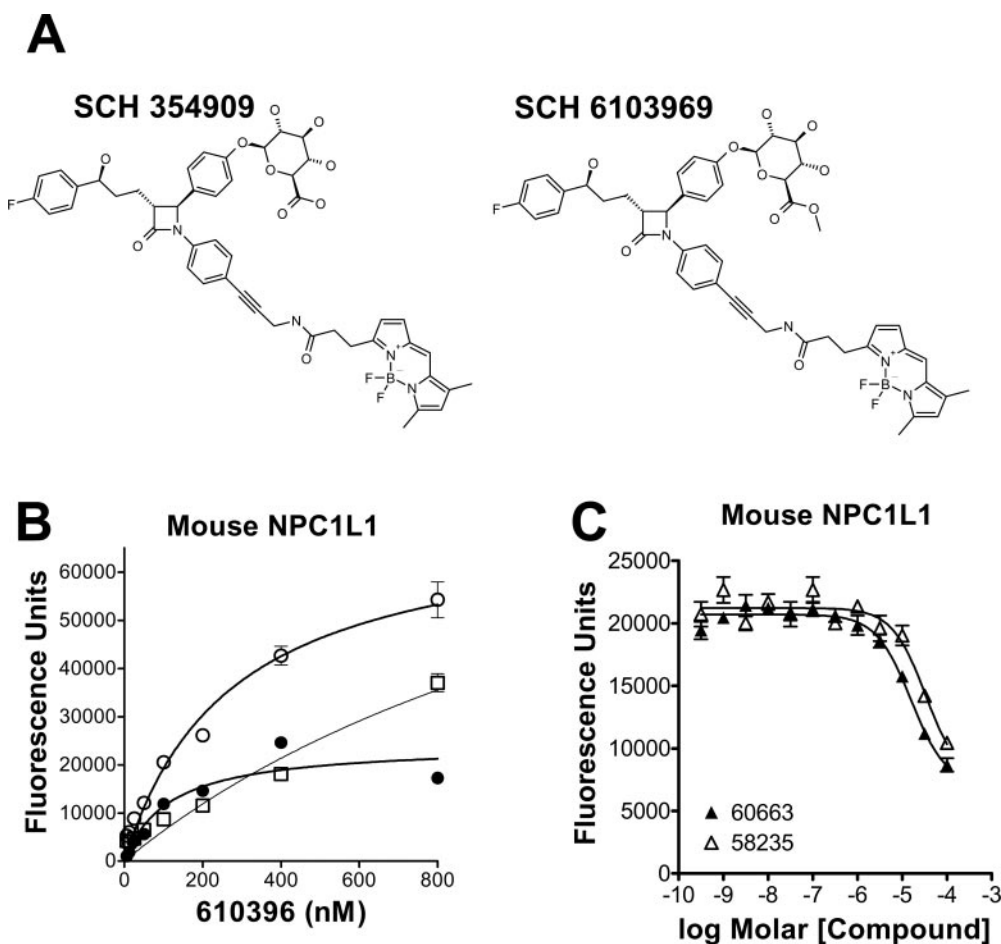 A
SCH 354909
SCH 6103969
O O O O O
F O O O
O N
N
O
N+ N
F B−
F
O O O O O
F O O O
O N
N
O
N+ N
F B−
F
B
Mouse NPC1L1
Fluorescence Units
60000
50000
40000
30000
20000
10000
0
0 200 400 600 800
610396 (nM)
C
Mouse NPC1L1
Fluorescence Units
25000
20000
15000
10000
5000
0
60663
58235
-10 -9 -8 -7 -6 -5 -4 -3
log Molar [Compound]